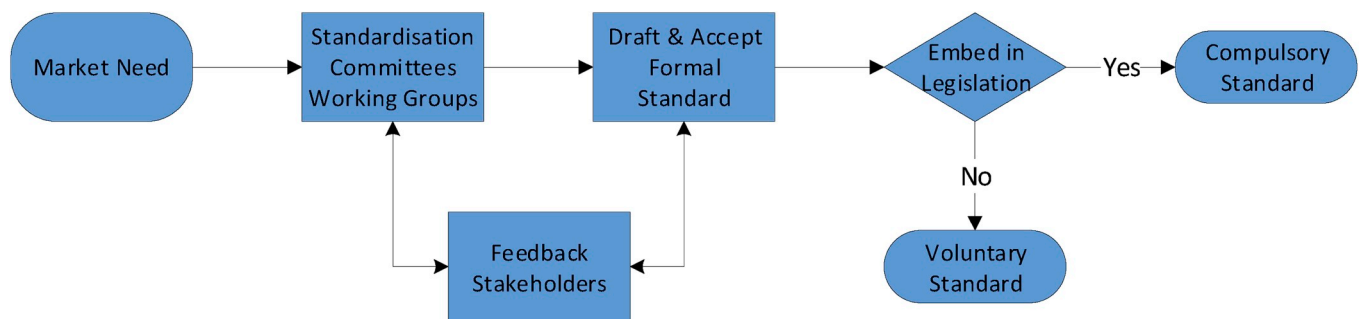 Market Need
Standardisation
Committees
Working Groups
Draft & Accept
Formal
Standard
Embed in
Legislation
Yes
Compulsory
Standard
No
Feedback
Stakeholders
Voluntary
Standard